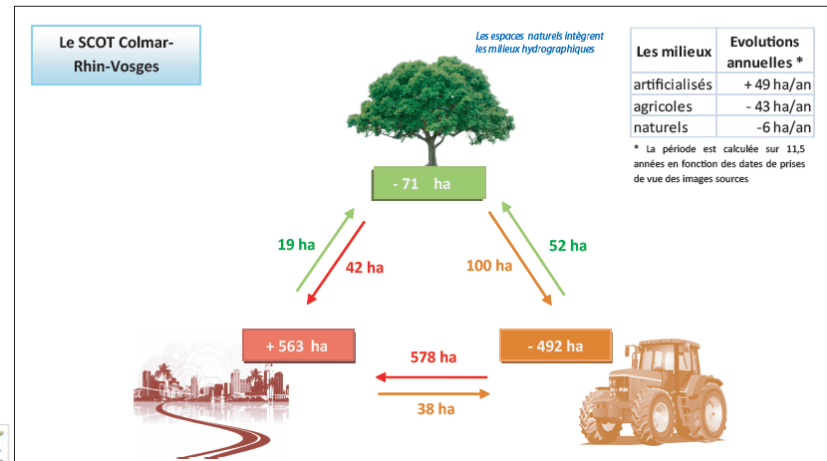 Le SCOT Colmar-
Rhin-Vosges
Les espaces naturels intègrent
les milieux hydrographiques
Les milieux Evolutions annuelles *
artificialisés + 49 ha/an
agricoles - 43 ha/an
naturels -6 ha/an
* La période est calculée sur 11,5
années en fonction des dates de prises
de vue des images sources
- 71 ha
19 ha
42 ha
100 ha
52 ha
+ 563 ha
578 ha
- 492 ha
38 ha